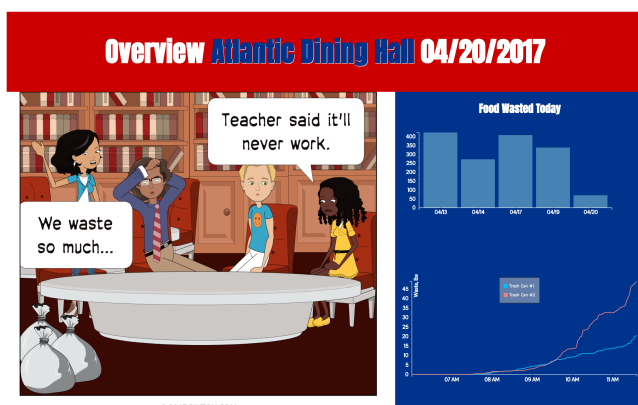 Overview Atlantic Dining Hall 04/20/2017
Teacher said it'll
never work.
We waste
so much...
Food Wasted Today
400
350
300
250
200
150
100
50
0
04/13 04/14 04/17 04/19 04/20
Waste, lbs
Trash Can #1
Trash Can #2
45
40
35
30
25
20
15
10
5
0
07 AM 08 AM 09 AM 10 AM 11 AM